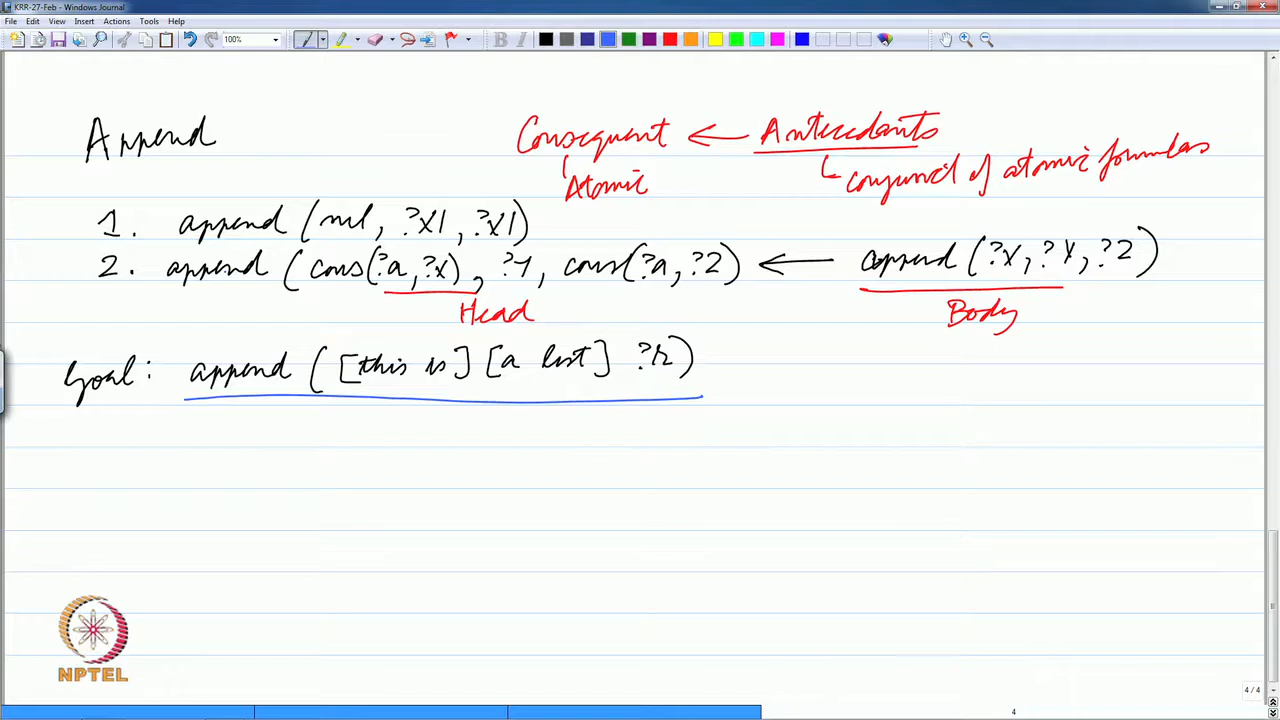 KRR-27-Feb - Windows Journal
File Edit View Insert Actions Tools Help
100%
Append
Consequent ← Antecedants
Atomic
conjunct of atomic formulas
1. append (nil, ?x1, ?x1)
2. append (cons(?a,?x), ?y, cons(?a,?z) ← append (?x, ?y, ?z)
Head
Body
Goal: append ([this is] [a list] ?r)
NPTEL
4 / 4
4